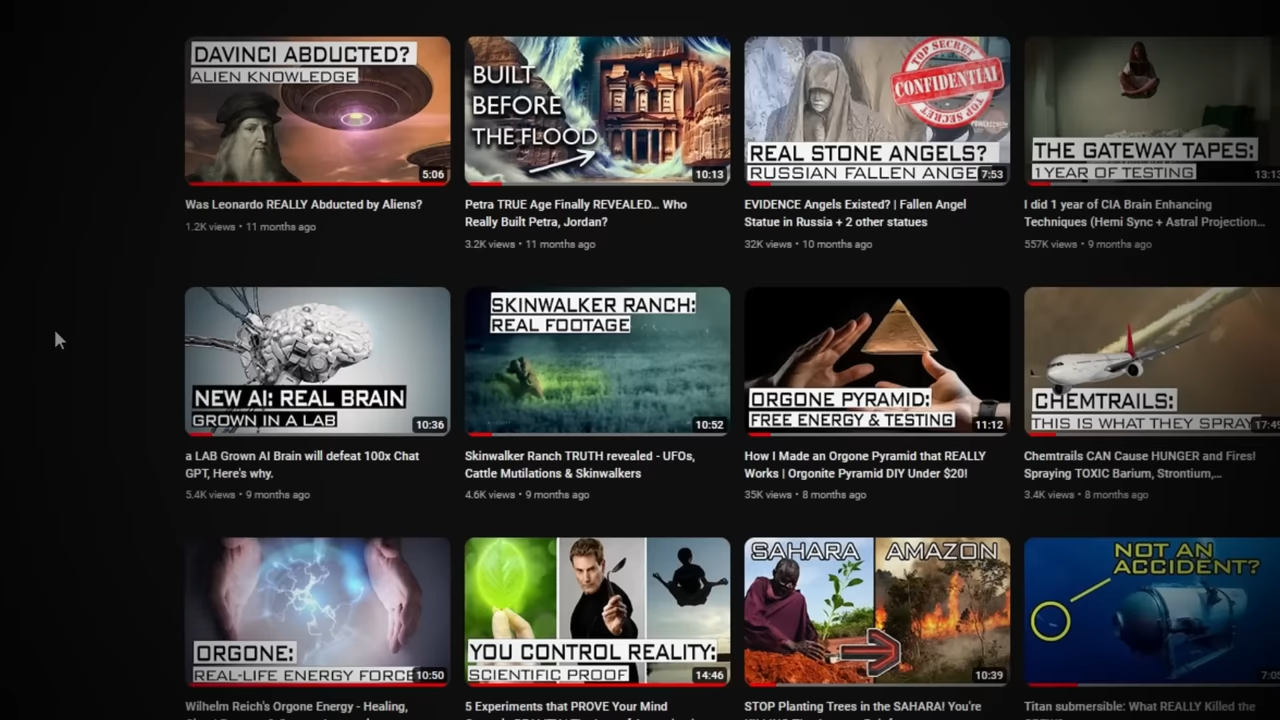 DAVINCI ABDUCTED?
ALIEN KNOWLEDGE
5:06
Was Leonardo REALLY Abducted by Aliens?
1.2K views • 11 months ago
BUILT
BEFORE
THE FLOOD
10:13
Petra TRUE Age Finally REVEALED... Who
Really Built Petra, Jordan?
3.2K views • 11 months ago
TOP SECRET
CONFIDENTIAL
TOP SECRET
REAL STONE ANGELS?
RUSSIAN FALLEN ANGE
7:53
EVIDENCE Angels Existed? | Fallen Angel
Statue in Russia + 2 other statues
32K views • 10 months ago
THE GATEWAY TAPES:
1 YEAR OF TESTING
13:13
I did 1 year of CIA Brain Enhancing
Techniques (Hemi Sync + Astral Projection...
557K views • 9 months ago
NEW AI: REAL BRAIN
GROWN IN A LAB
10:36
a LAB Grown AI Brain will defeat 100x Chat
GPT, Here's why.
5.4K views • 9 months ago
SKINWALKER RANCH:
REAL FOOTAGE
10:52
Skinwalker Ranch TRUTH revealed - UFOs,
Cattle Mutilations & Skinwalkers
4.6K views • 9 months ago
ORGONE PYRAMID:
FREE ENERGY & TESTING
11:12
How I Made an Orgone Pyramid that REALLY
Works | Orgonite Pyramid DIY Under $20!
35K views • 8 months ago
CHEMTRAILS:
THIS IS WHAT THEY SPRAY
17:49
Chemtrails CAN Cause HUNGER and Fires!
Spraying TOXIC Barium, Strontium,...
3.4K views • 8 months ago
ORGONE:
REAL-LIFE ENERGY FORCE
10:50
Wilhelm Reich's Orgone Energy - Healing,
YOU CONTROL REALITY:
SCIENTIFIC PROOF
14:46
5 Experiments that PROVE Your Mind
SAHARA
AMAZON
10:39
STOP Planting Trees in the SAHARA! You're
NOT AN
ACCIDENT?
Titan submersible: What REALLY Killed the